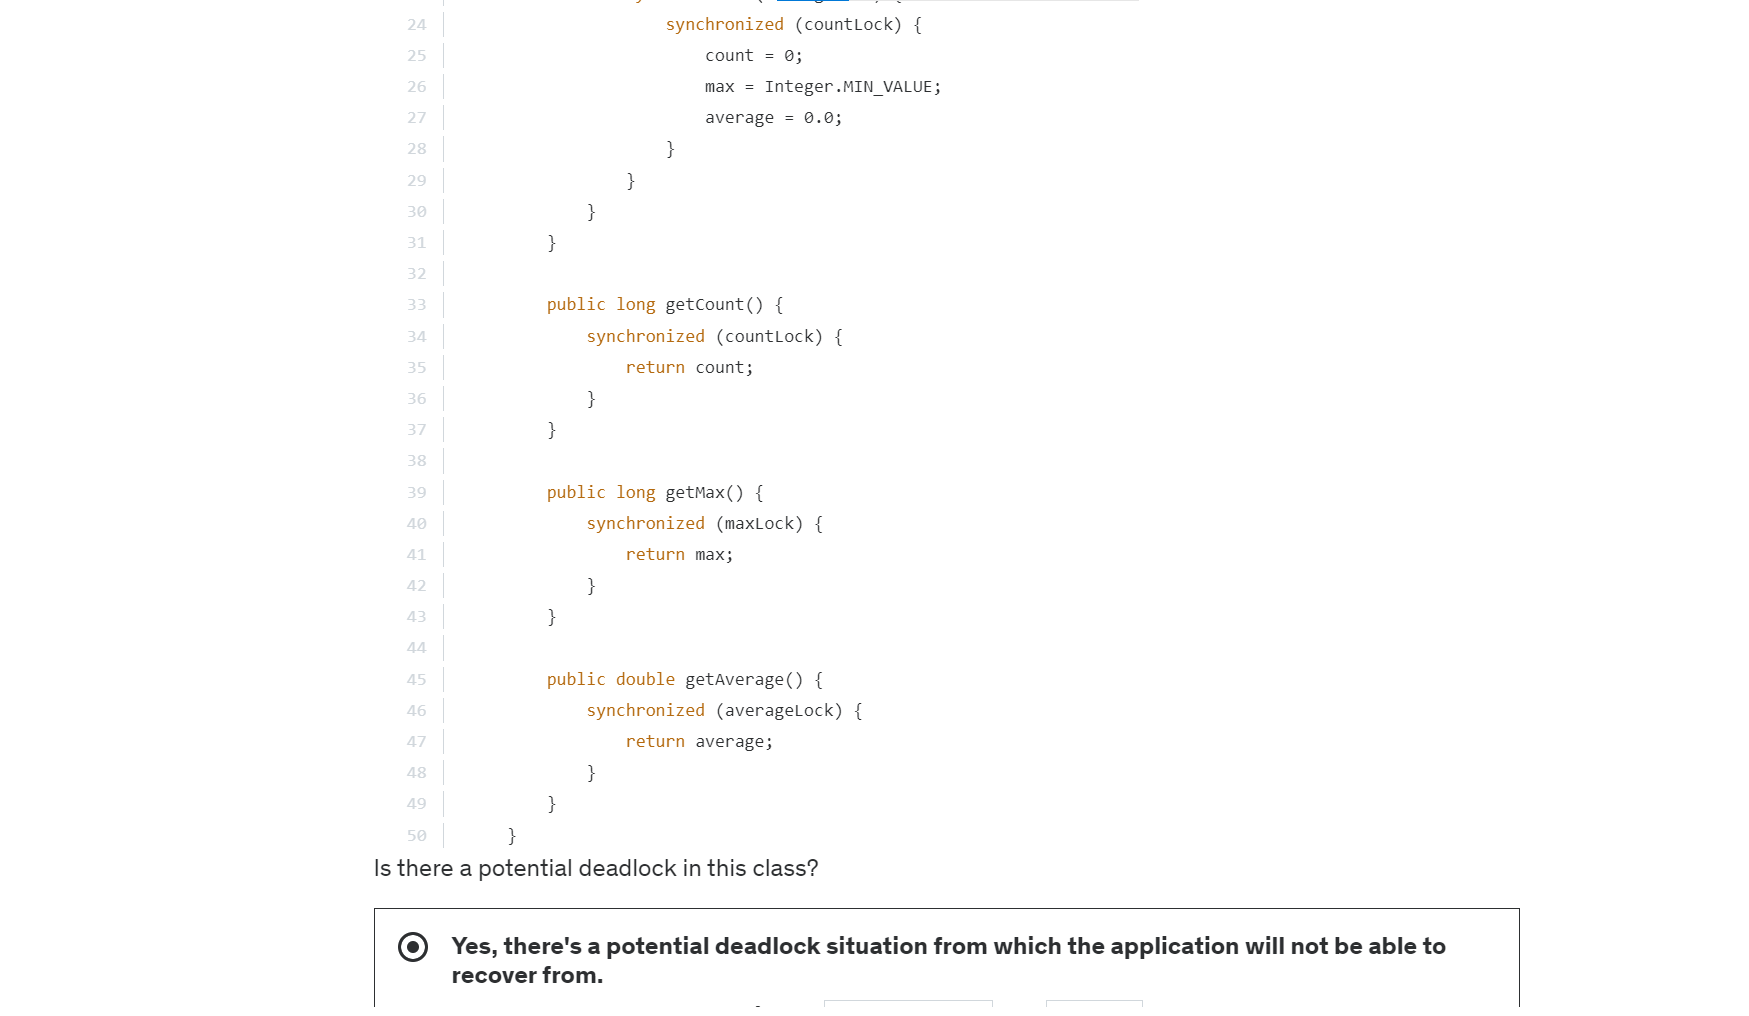 24 synchronized (countLock) {
25 count = 0;
26 max = Integer.MIN_VALUE;
27 average = 0.0;
28 }
29 }
30 }
31 }
32
33 public long getCount() {
34 synchronized (countLock) {
35 return count;
36 }
37 }
38
39 public long getMax() {
40 synchronized (maxLock) {
41 return max;
42 }
43 }
44
45 public double getAverage() {
46 synchronized (averageLock) {
47 return average;
48 }
49 }
50 }
Is there a potential deadlock in this class?
Yes, there's a potential deadlock situation from which the application will not be able to
recover from.